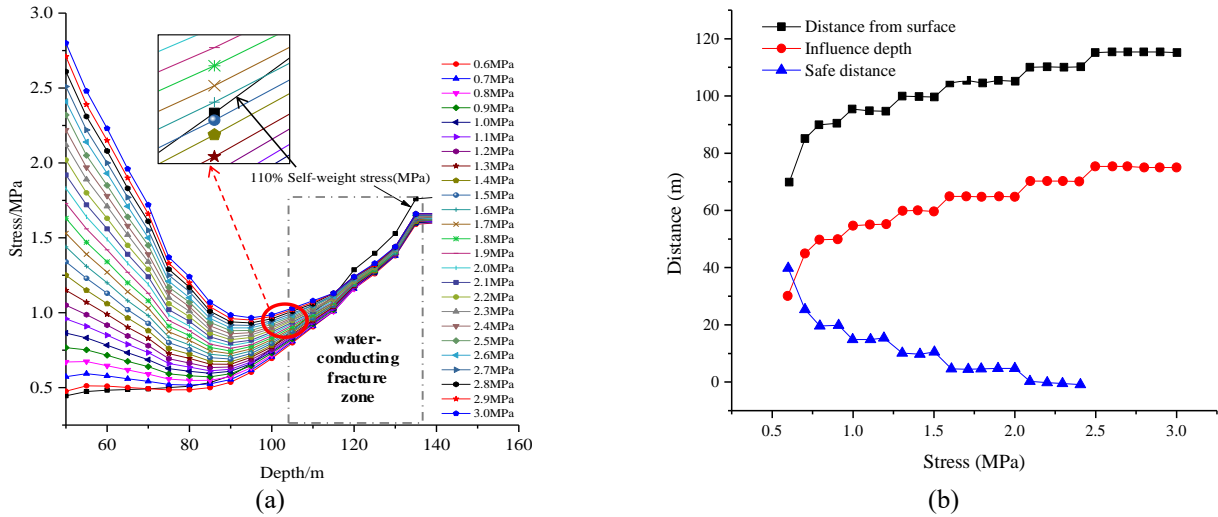 3.0
2.5
2.0
1.5
1.0
0.5
Stress/MPa
60
80
100
120
140
160
Depth/m
110% Self-weight stress(MPa)
water-
conducting
fracture
zone
0.6MPa
0.7MPa
0.8MPa
0.9MPa
1.0MPa
1.1MPa
1.2MPa
1.3MPa
1.4MPa
1.5MPa
1.6MPa
1.7MPa
1.8MPa
1.9MPa
2.0MPa
2.1MPa
2.2MPa
2.3MPa
2.4MPa
2.5MPa
2.6MPa
2.7MPa
2.8MPa
2.9MPa
3.0MPa
(a)
Distance from surface
Influence depth
Safe distance
120
100
80
60
40
20
0
Distance (m)
0.5
1.0
1.5
2.0
2.5
3.0
Stress (MPa)
(b)